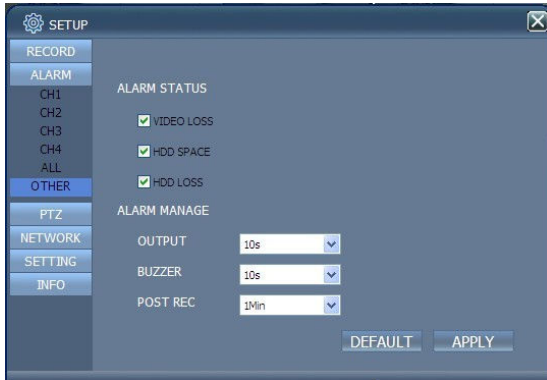 SETUP
RECORD
ALARM
CH1
CH2
CH3
CH4
ALL
OTHER
PTZ
NETWORK
SETTING
INFO
ALARM STATUS
VIDEO LOSS
HDD SPACE
HDD LOSS
ALARM MANAGE
OUTPUT 10s
BUZZER 10s
POST REC 1Min
DEFAULT APPLY